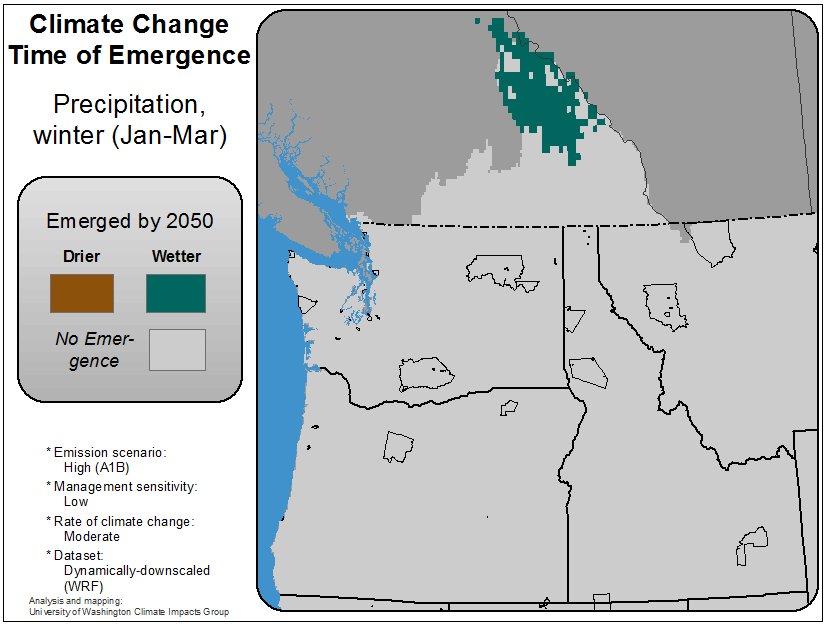 Climate Change
Time of Emergence
Precipitation,
winter (Jan-Mar)
Emerged by 2050
Drier Wetter
No Emer-
gence
* Emission scenario:
High (A1B)
* Management sensitivity:
Low
* Rate of climate change:
Moderate
* Dataset:
Dynamically-downscaled
(WRF)
Analysis and mapping:
University of Washington Climate Impacts Group